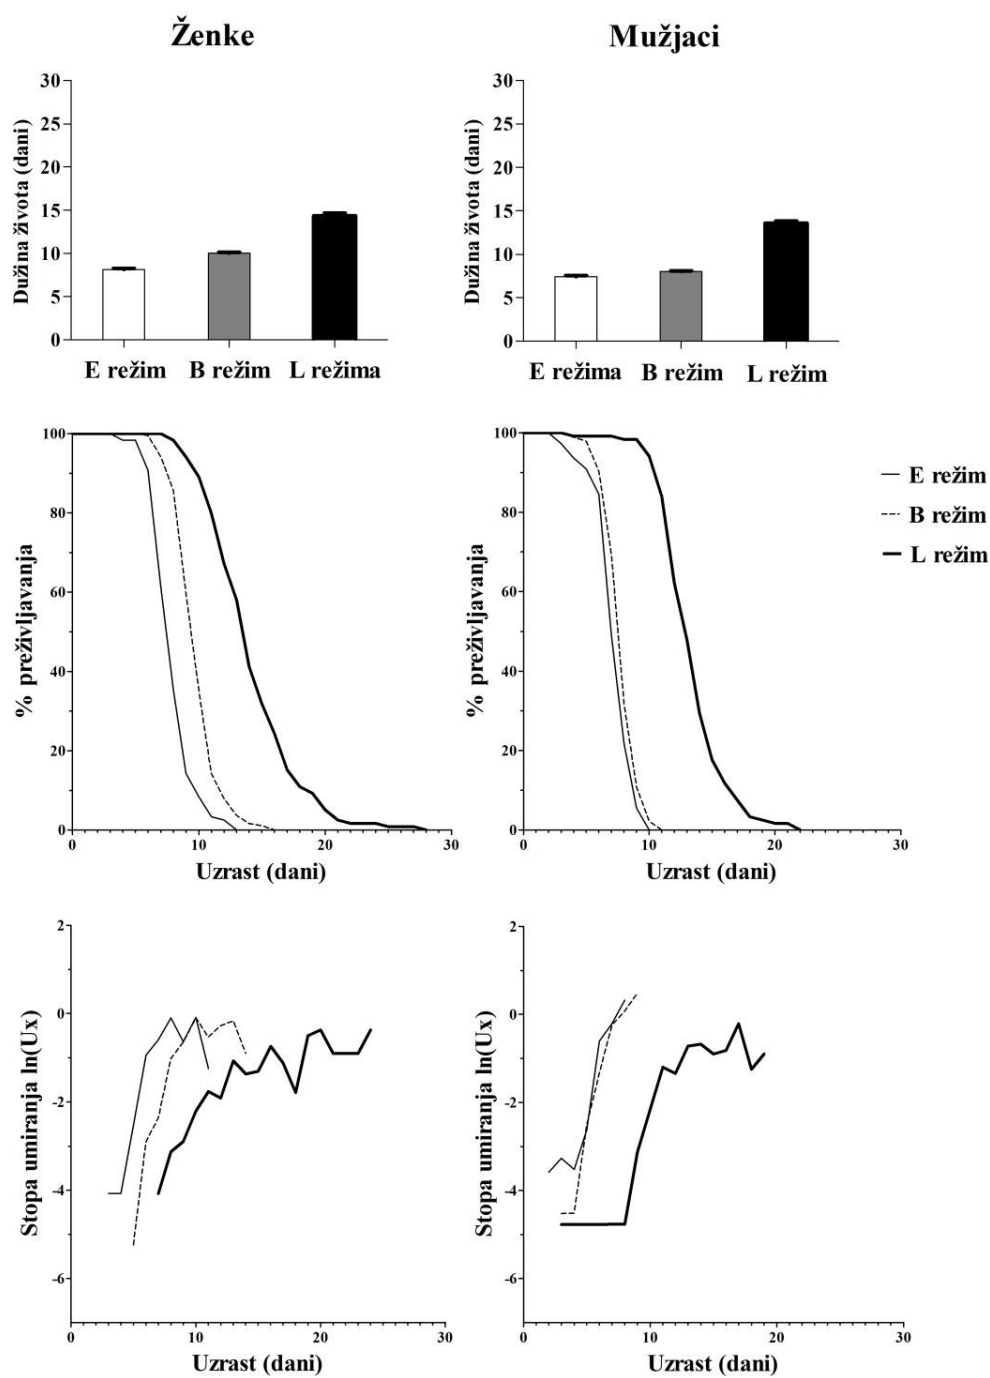 Ženke
Mužjaci
Dužina života (dani)
30
25
20
15
10
5
0
E režim B režim L režima
Dužina života (dani)
30
25
20
15
10
5
0
E režima B režim L režim
% preživljavanja
100
80
60
40
20
0
0 10 20 30
Uzrast (dani)
% preživljavanja
100
80
60
40
20
0
0 10 20 30
Uzrast (dani)
E režim
B režim
L režim
Stopa umiranja ln(Ux)
2
0
-2
-4
-6
0 10 20 30
Uzrast (dani)
Stopa umiranja ln(Ux)
2
0
-2
-4
-6
0 10 20 30
Uzrast (dani)